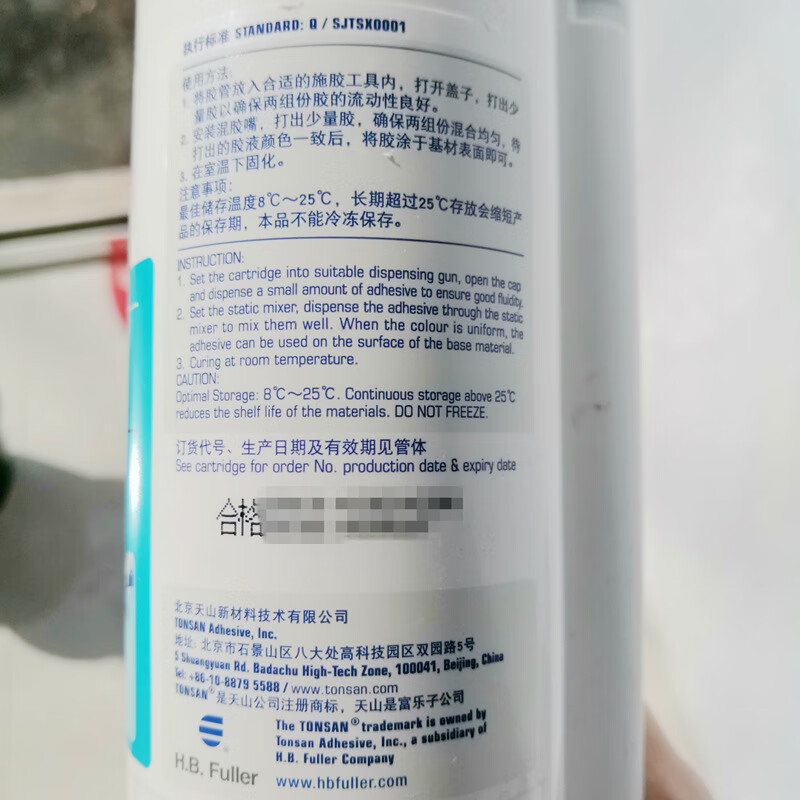 执行标准 STANDARD: Q / SJTSX0001
使用方法:
1. 将胶管放入合适的施胶工具内，打开盖子，打出少
量胶以确保两组份胶的流动性良好。
2. 安装混胶嘴，打出少量胶，确保两组份混合均匀，待
打出的胶液颜色一致后，将胶涂于基材表面即可。
3. 在室温下固化。
注意事项:
最佳储存温度8℃～25℃，长期超过25℃存放会缩短产
品的保存期，本品不能冷冻保存。
INSTRUCTION:
1. Set the cartridge into suitable dispensing gun, open the cap
and dispense a small amount of adhesive to ensure good fluidity.
2. Set the static mixer, dispense the adhesive through the static
mixer to mix them well. When the colour is uniform, the
adhesive can be used on the surface of the base material.
3. Curing at room temperature.
CAUTION:
Optimal Storage: 8℃～25℃. Continuous storage above 25℃
reduces the shelf life of the materials. DO NOT FREEZE.
订货代号、生产日期及有效期见管体
See cartridge for order No. production date & expiry date
合格
北京天山新材料技术有限公司
TONSAN Adhesive, Inc.
地址: 北京市石景山区八大处高科技园区双园路5号
5 Shuangyuan Rd. Badachu High-Tech Zone, 100041, Beijing, China
Tel: +86-10-8879 5588 / www.tonsan.com
TONSAN® 是天山公司注册商标，天山是富乐子公司
The TONSAN® trademark is owned by
Tonsan Adhesive, Inc., a subsidiary of
H.B. Fuller Company
H.B. Fuller
www.hbfuller.com